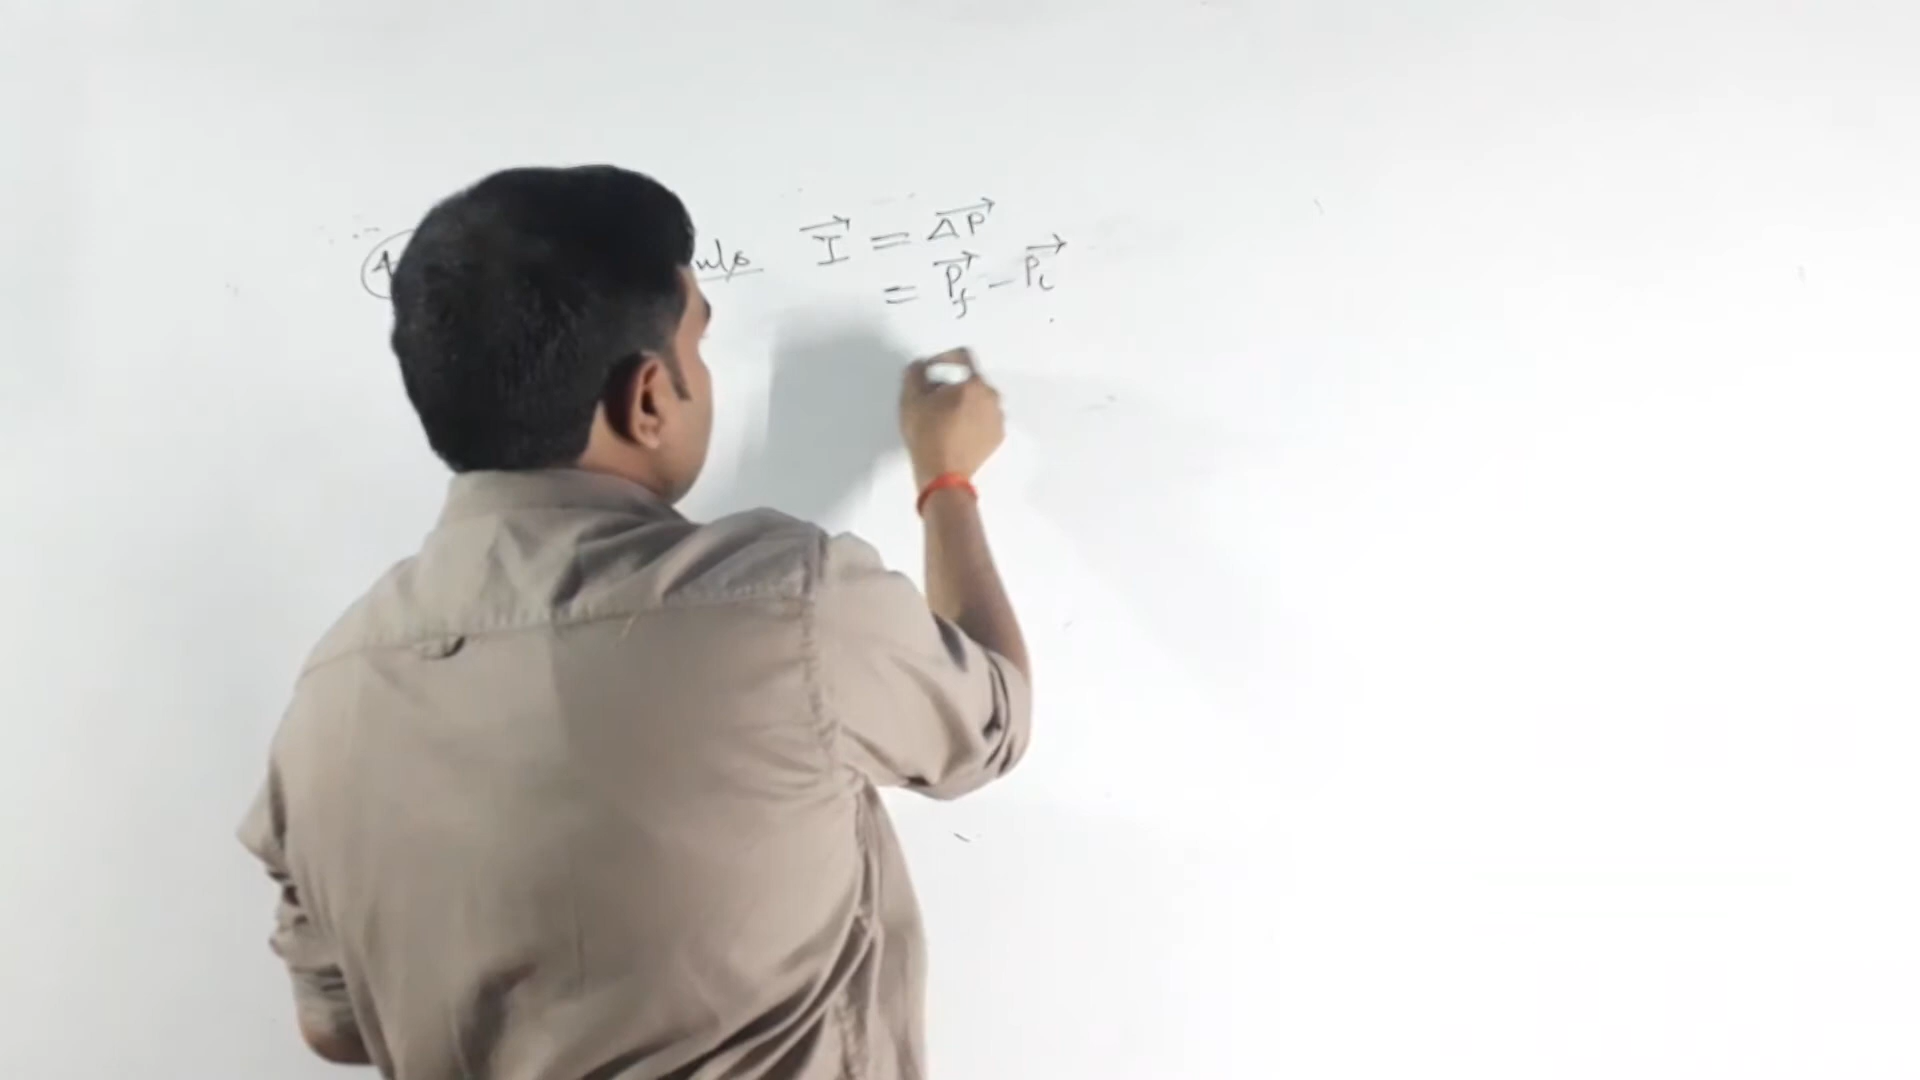 I⃗ = ΔP⃗
= P⃗f − P⃗i